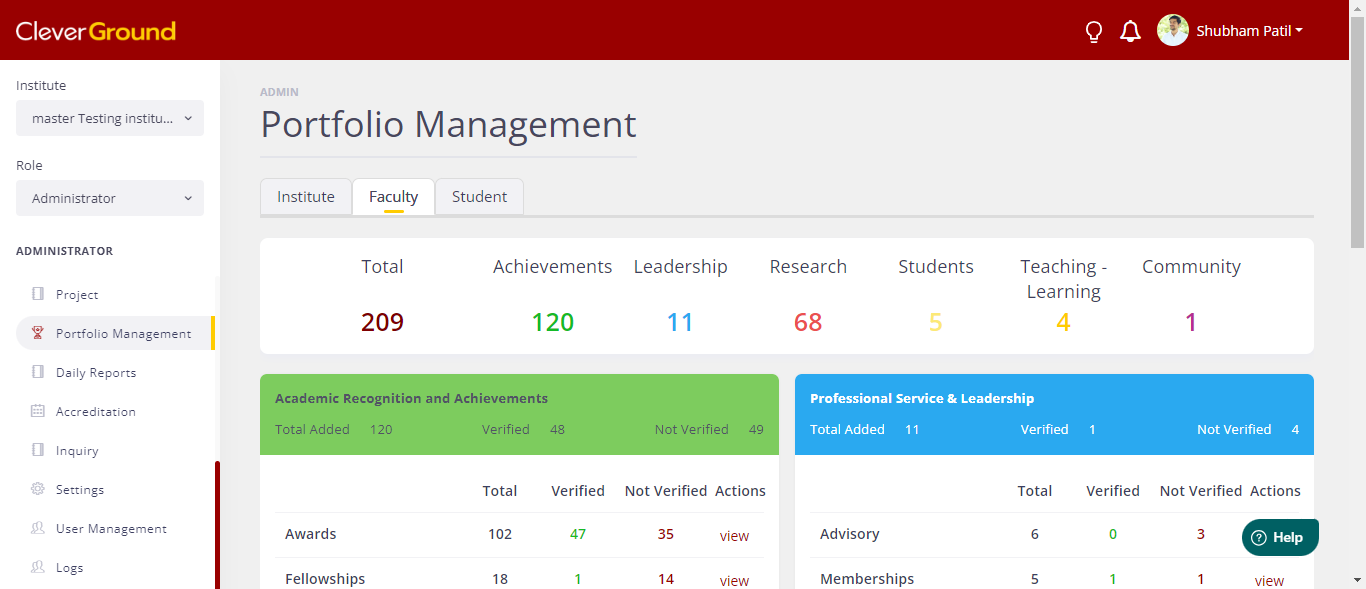 CleverGround
Shubham Patil
Institute
master Testing institu...
Role
Administrator
ADMINISTRATOR
Project
Portfolio Management
Daily Reports
Accreditation
Inquiry
Settings
User Management
Logs
ADMIN
Portfolio Management
Institute Faculty Student
Total Achievements Leadership Research Students Teaching - Community
Learning
209 120 11 68 5 4 1
Academic Recognition and Achievements
Total Added 120 Verified 48 Not Verified 49
Total Verified Not Verified Actions
Awards 102 47 35 view
Fellowships 18 1 14 view
Professional Service & Leadership
Total Added 11 Verified 1 Not Verified 4
Total Verified Not Verified Actions
Advisory 6 0 3
Memberships 5 1 1 view
Help